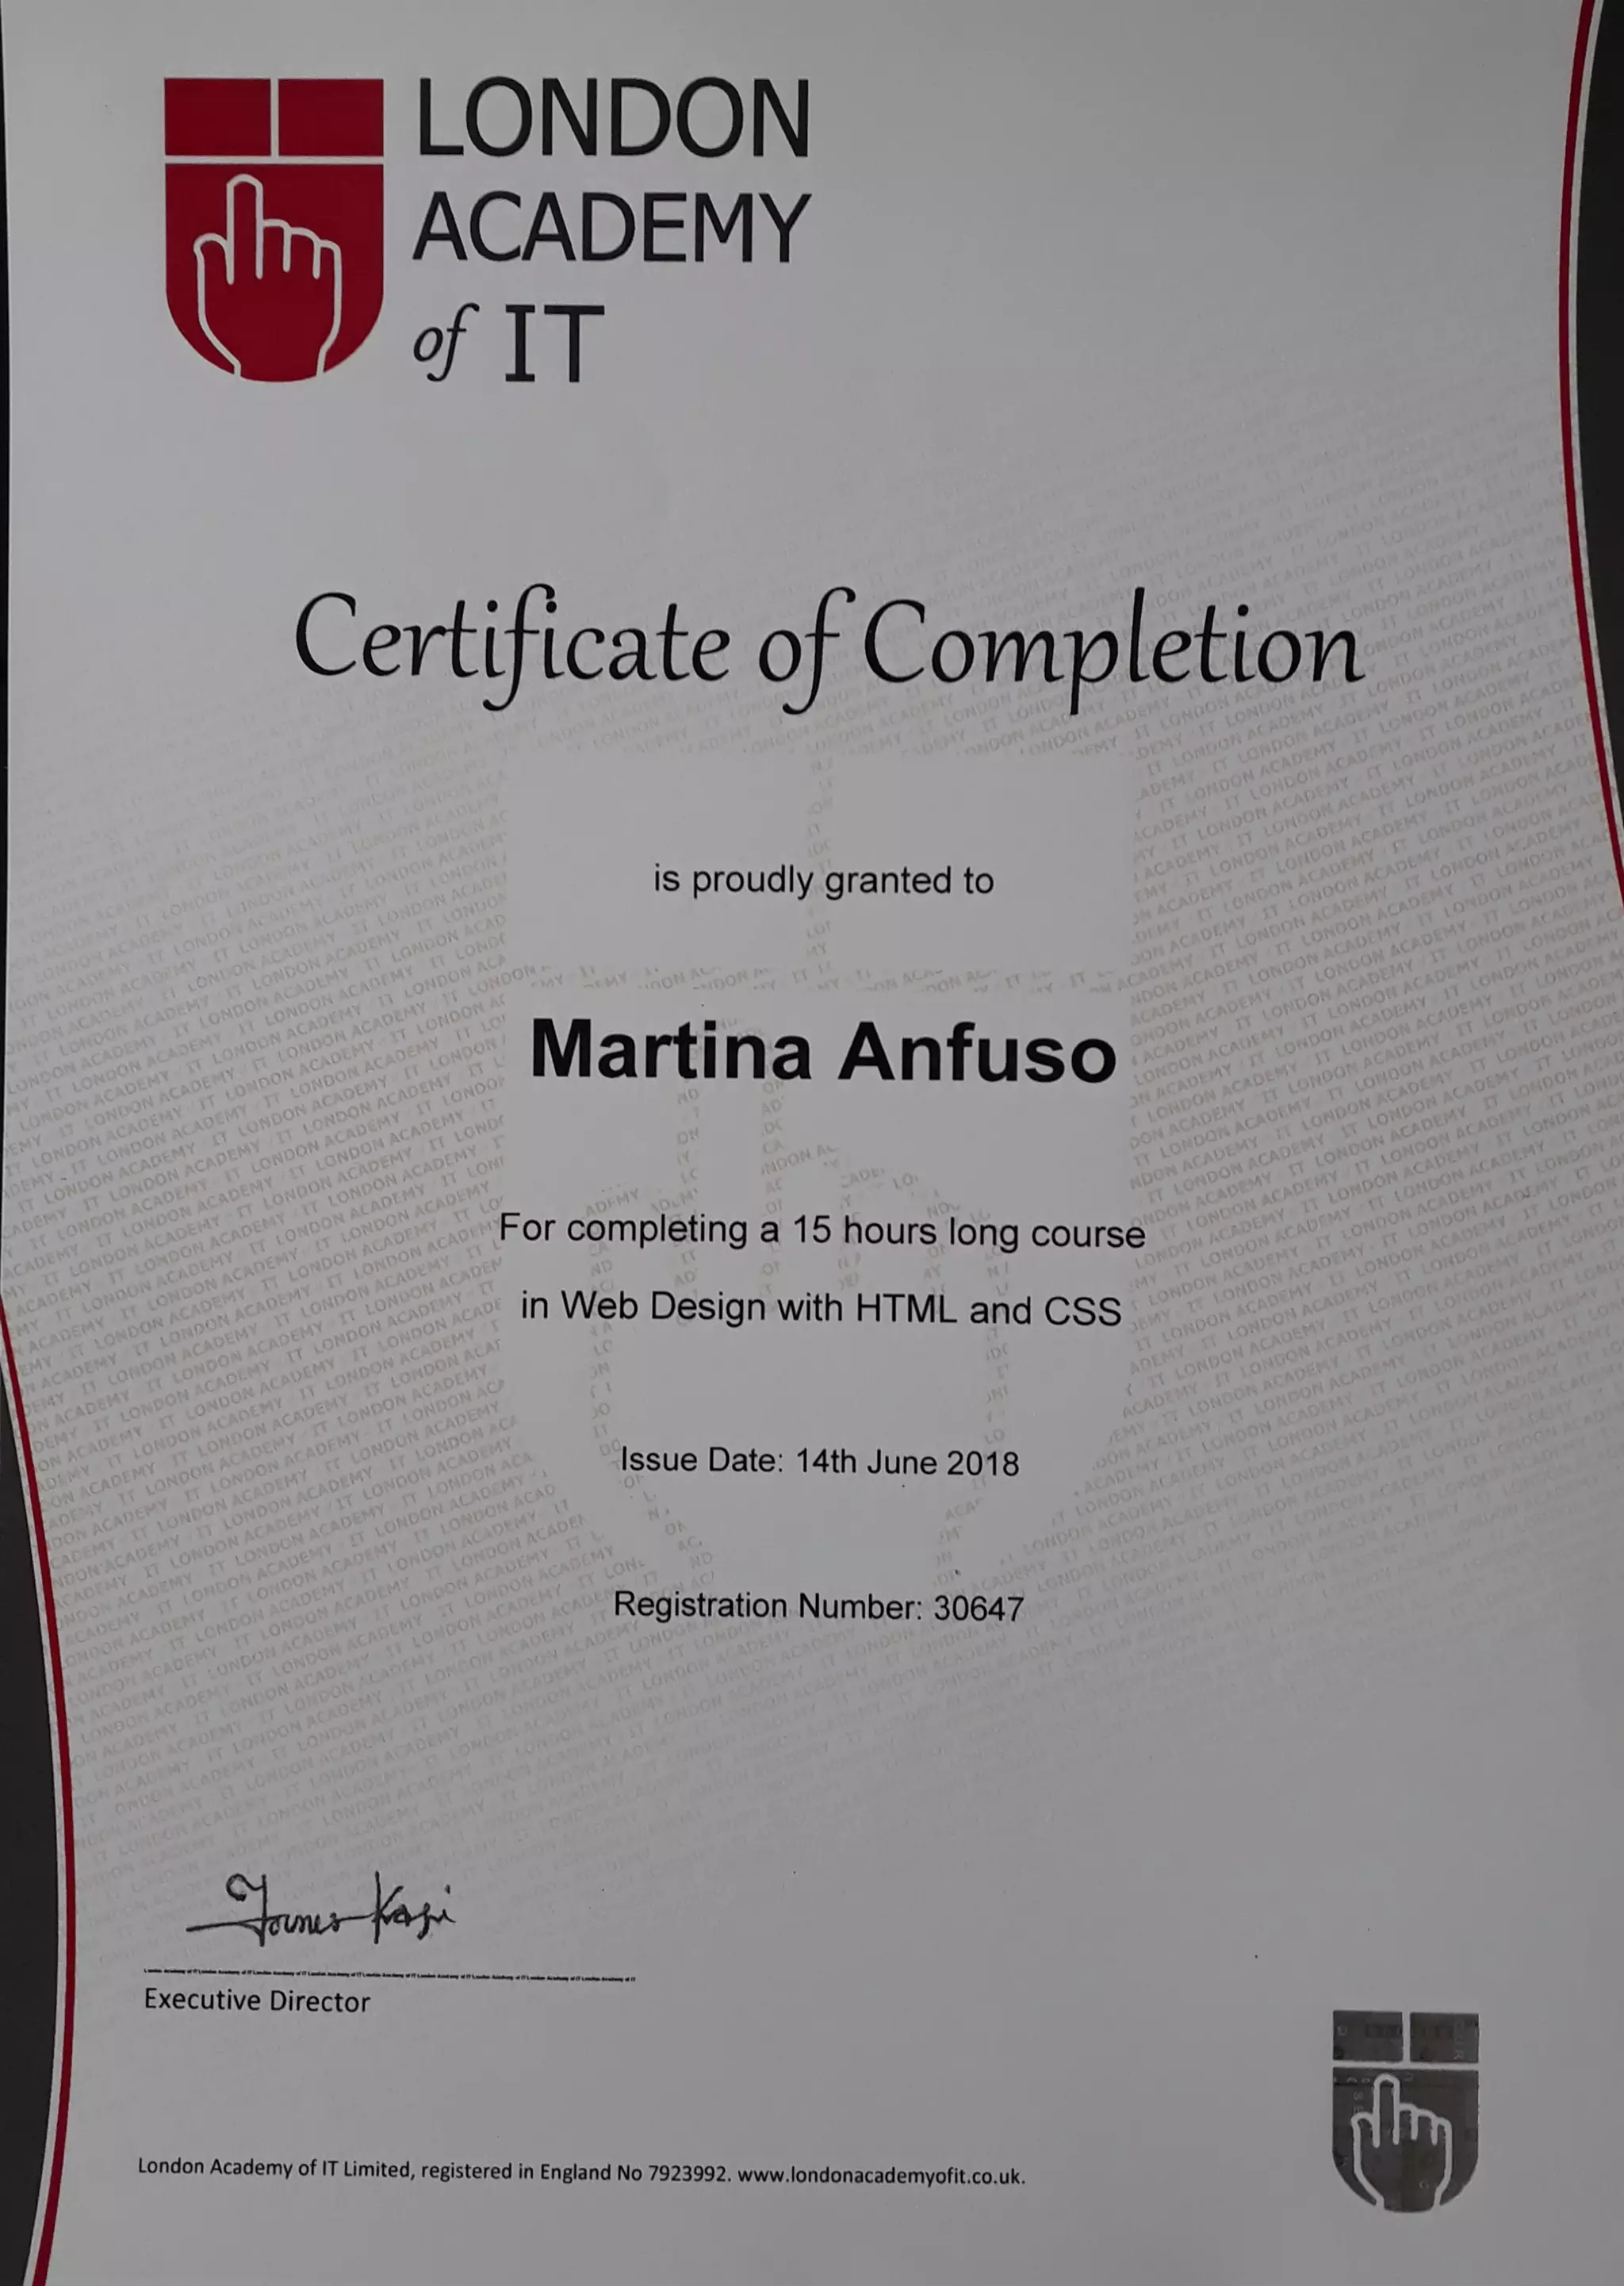 LONDON
ACADEMY
of IT
Certificate of Completion
is proudly granted to
Martina Anfuso
For completing a 15 hours long course
in Web Design with HTML and CSS
Issue Date: 14th June 2018
Registration Number: 30647
Executive Director
London Academy of IT Limited, registered in England No 7923992. www.londonacademyofit.co.uk.